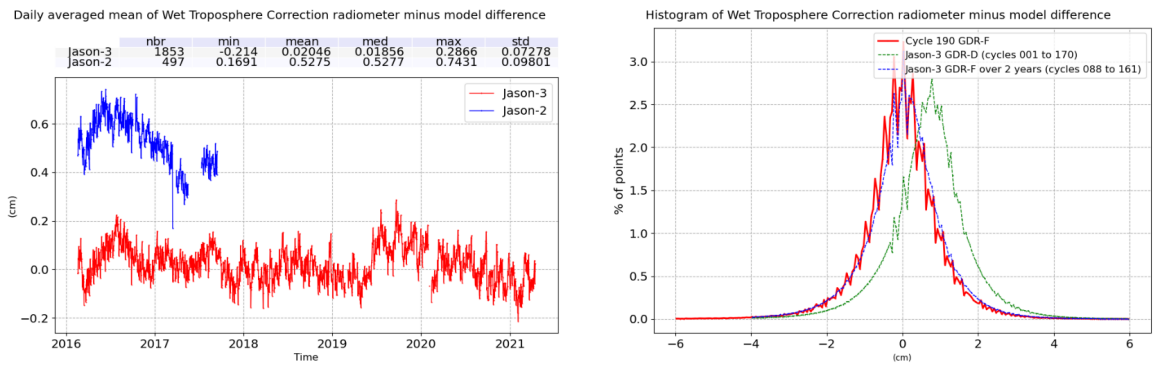 Daily averaged mean of Wet Troposphere Correction radiometer minus model difference
nbr min mean med max std
Jason-3 1853 -0.214 0.02046 0.01856 0.2866 0.07278
Jason-2 497 0.1691 0.5275 0.5277 0.7431 0.09801
Jason-3
Jason-2
0.6
0.4
0.2
0.0
−0.2
(cm)
2016 2017 2018 2019 2020 2021
Time
Histogram of Wet Troposphere Correction radiometer minus model difference
Cycle 190 GDR-F
Jason-3 GDR-D (cycles 001 to 170)
Jason-3 GDR-F over 2 years (cycles 088 to 161)
3.0
2.5
2.0
1.5
1.0
0.5
0.0
% of points
−6 −4 −2 0 2 4 6
(cm)